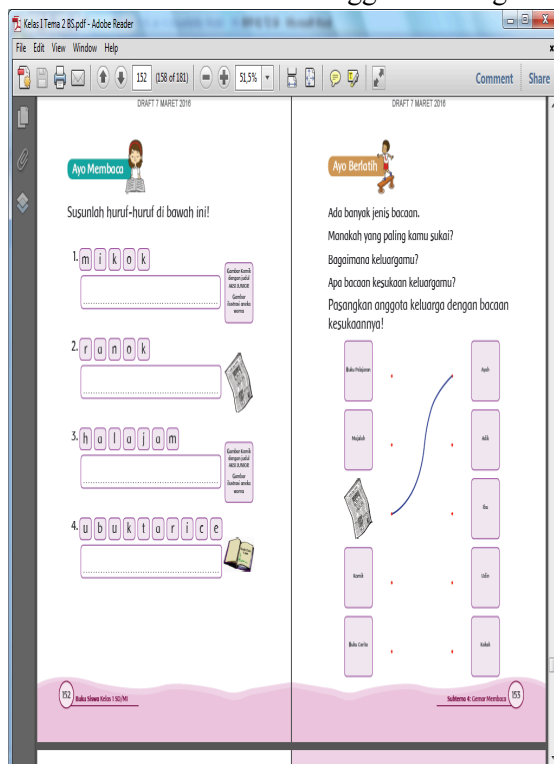 Kelas I Tema 2 BS.pdf - Adobe Reader
File Edit View Window Help
152 (158 of 181) 51,5% Comment Share
DRAFT 7 MARET 2016
Ayo Membaca
Susunlah huruf-huruf di bawah ini!
1. m i k o k
Gambar Komik
dengan judul
AKSI JUNIOR
Gambar
ilustrasi aneka
warna
2. r a n o k
3. h a l a j a m
Gambar Komik
dengan judul
AKSI JUNIOR
Gambar
ilustrasi aneka
warna
4. u b u k t a r i c e
152 Buku Siswa Kelas 1 SD/MI
DRAFT 7 MARET 2016
Ayo Berlatih
Ada banyak jenis bacaan.
Manakah yang paling kamu sukai?
Bagaimana keluargamu?
Apa bacaan kesukaan keluargamu?
Pasangkan anggota keluarga dengan bacaan
kesukaannya!
Buku Pelajaran Ayah
Majalah Adik
Ibu
Komik Udin
Buku Cerita Kakak
Subtema 4: Gemar Membaca 153